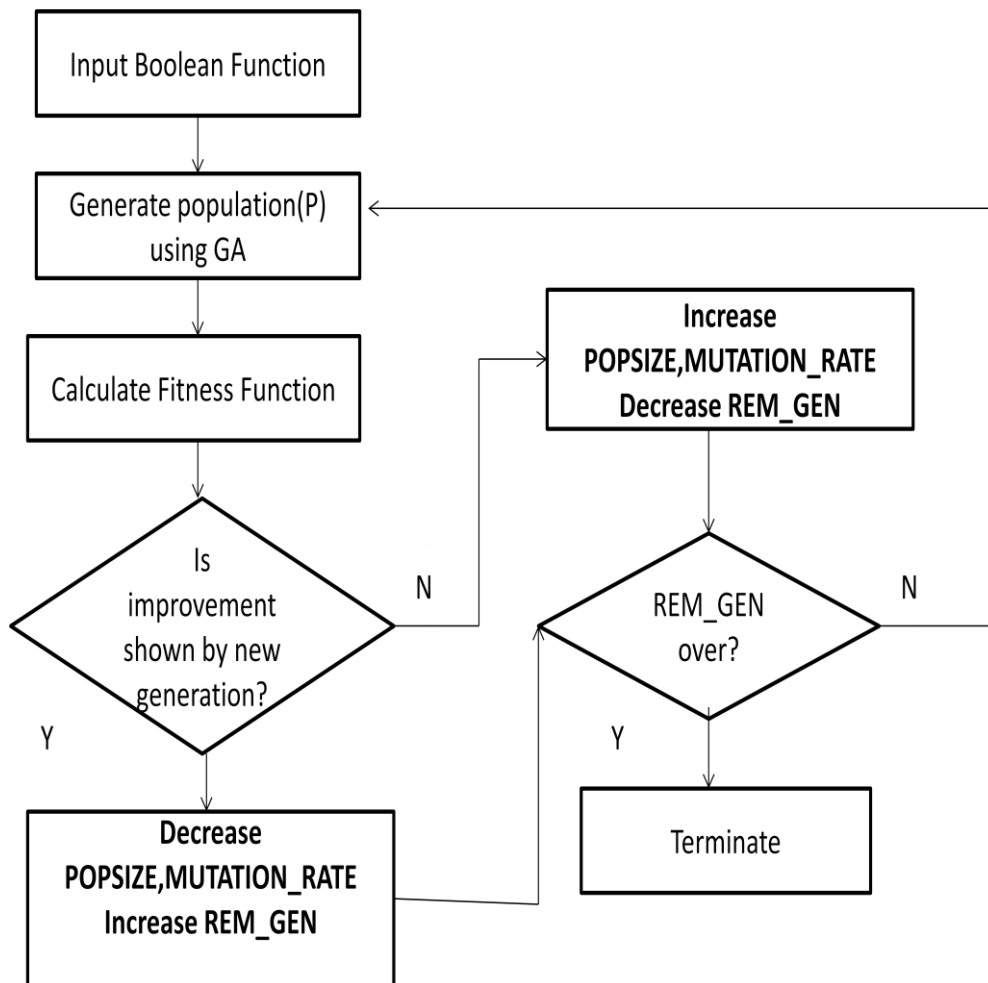 Input Boolean Function
Generate population(P)
using GA
Calculate Fitness Function
Is
improvement
shown by new
generation?
N
Y
Decrease
POPSIZE,MUTATION_RATE
Increase REM_GEN
Increase
POPSIZE,MUTATION_RATE
Decrease REM_GEN
REM_GEN
over?
N
Y
Terminate